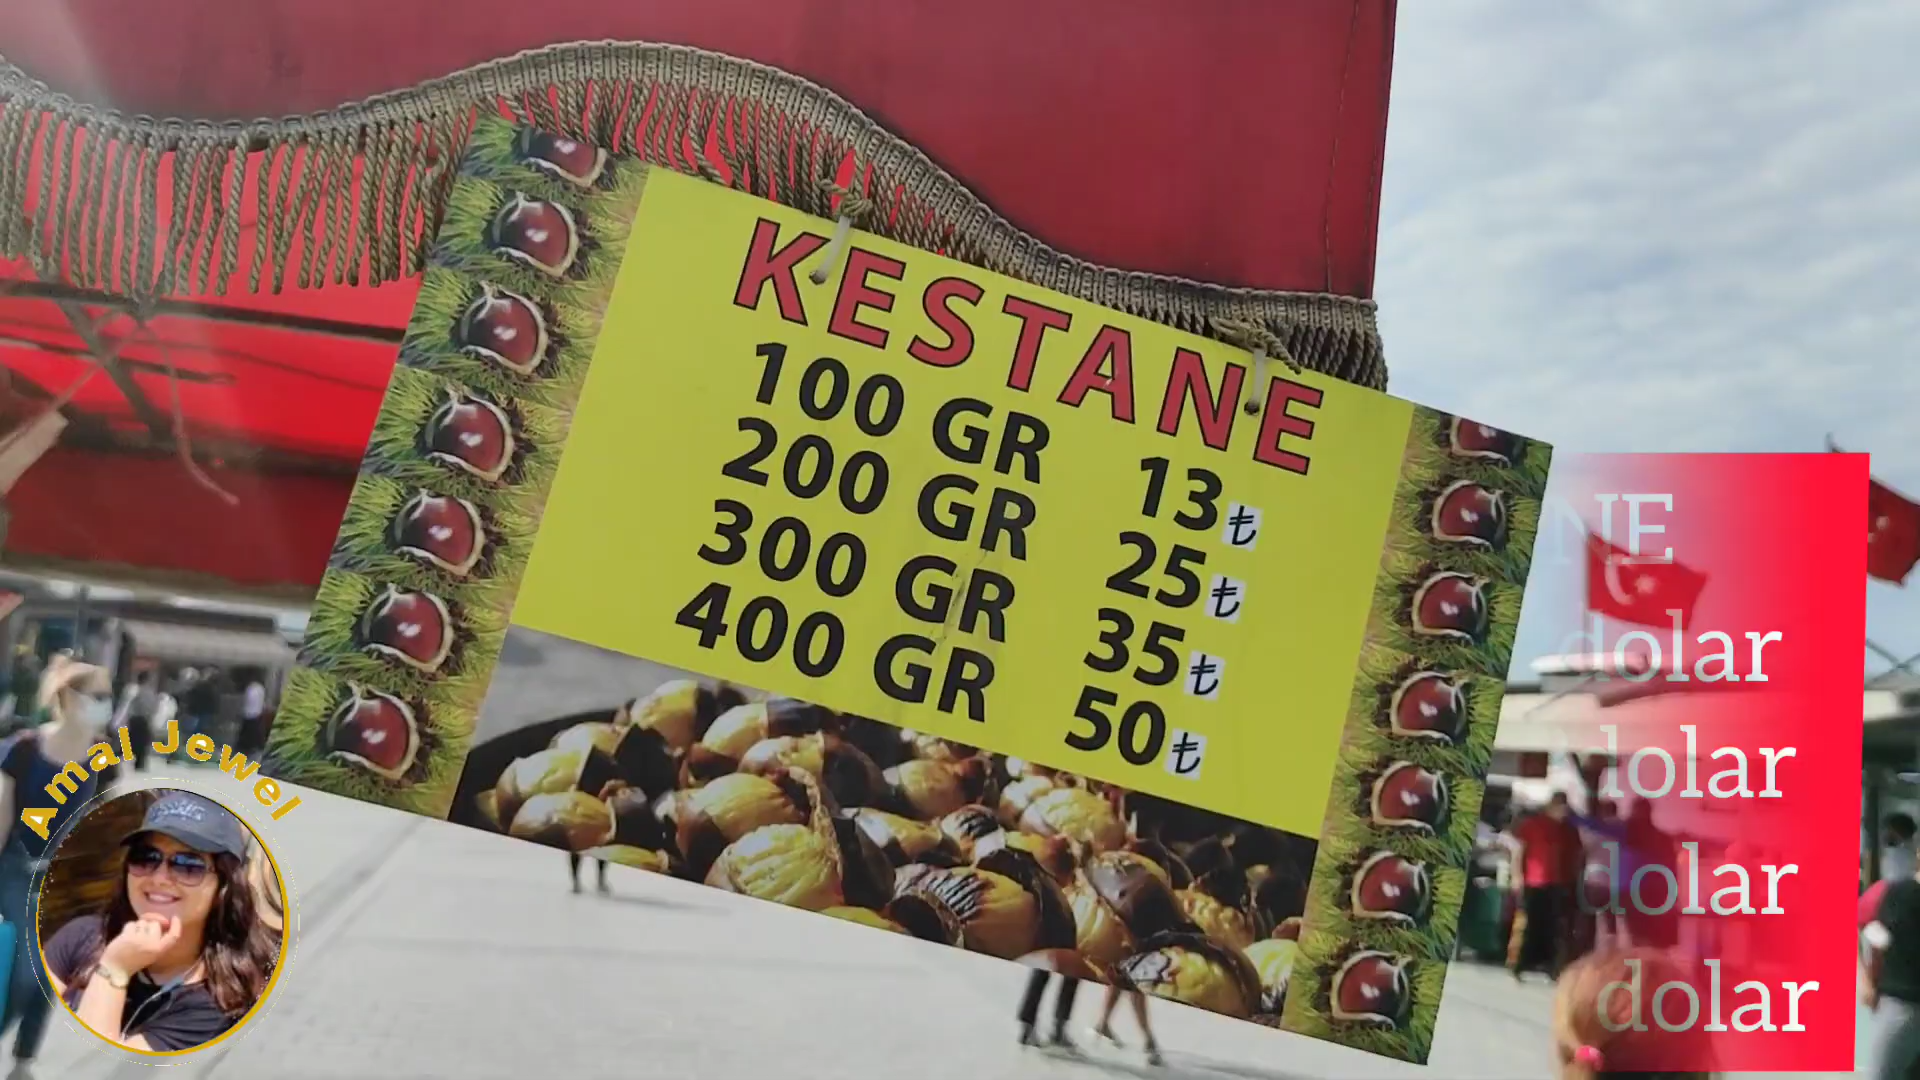 KESTANE
100 GR 13₺
200 GR 25₺
300 GR 35₺
400 GR 50₺
NE
dolar
dolar
dolar
dolar
Amal Jewel